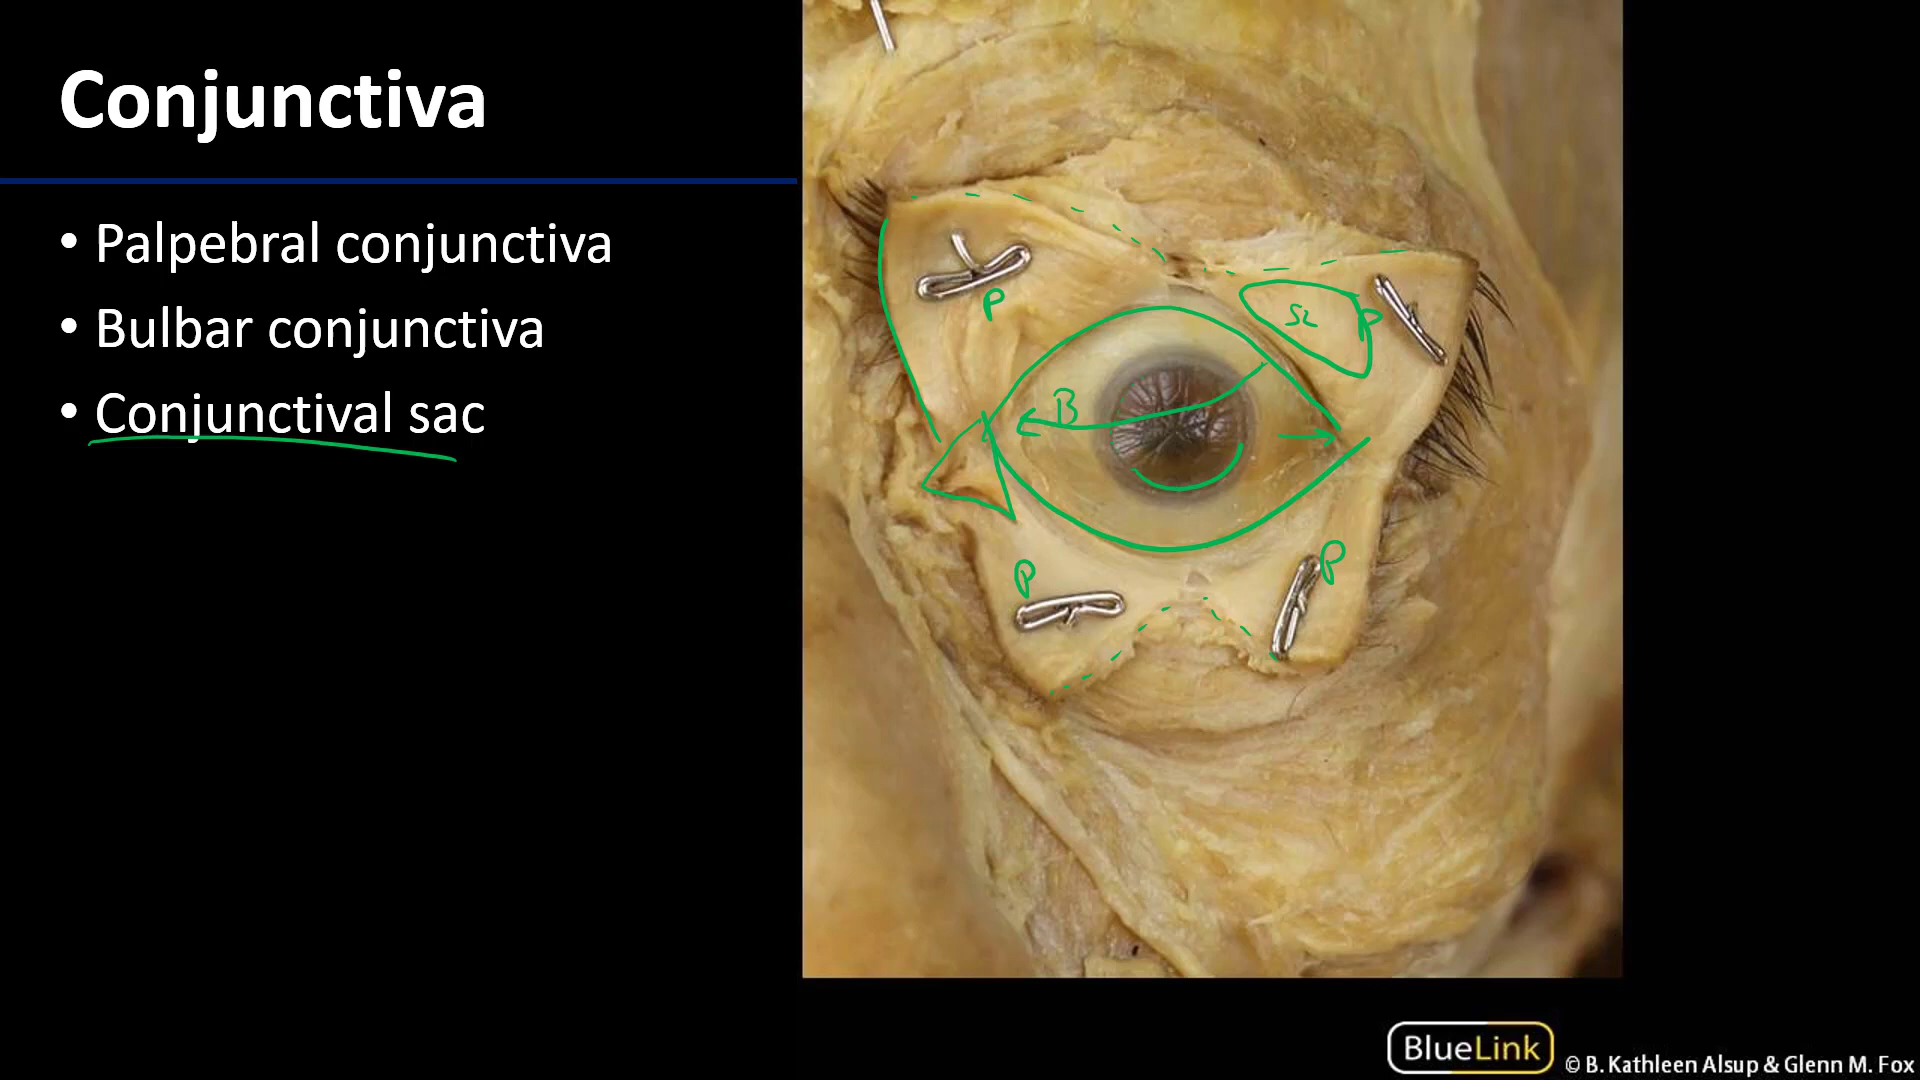 Conjunctiva
• Palpebral conjunctiva
• Bulbar conjunctiva
• Conjunctival sac
P
SL
P
B
P
P
BlueLink
© B. Kathleen Alsup & Glenn M. Fox